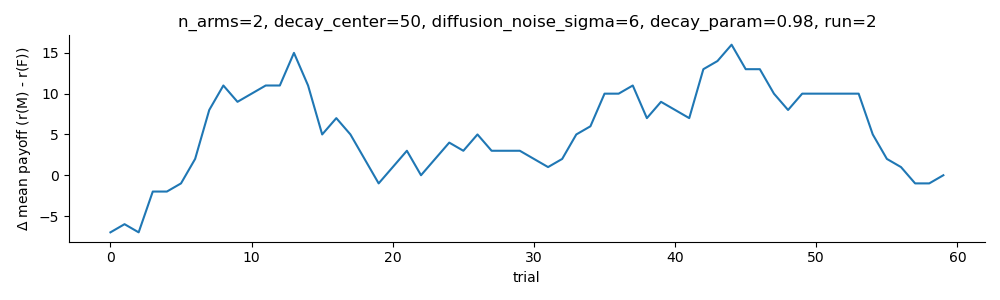 n_arms=2, decay_center=50, diffusion_noise_sigma=6, decay_param=0.98, run=2
Δ mean payoff (r(M) - r(F))
15
10
5
0
−5
0 10 20 30 40 50 60
trial